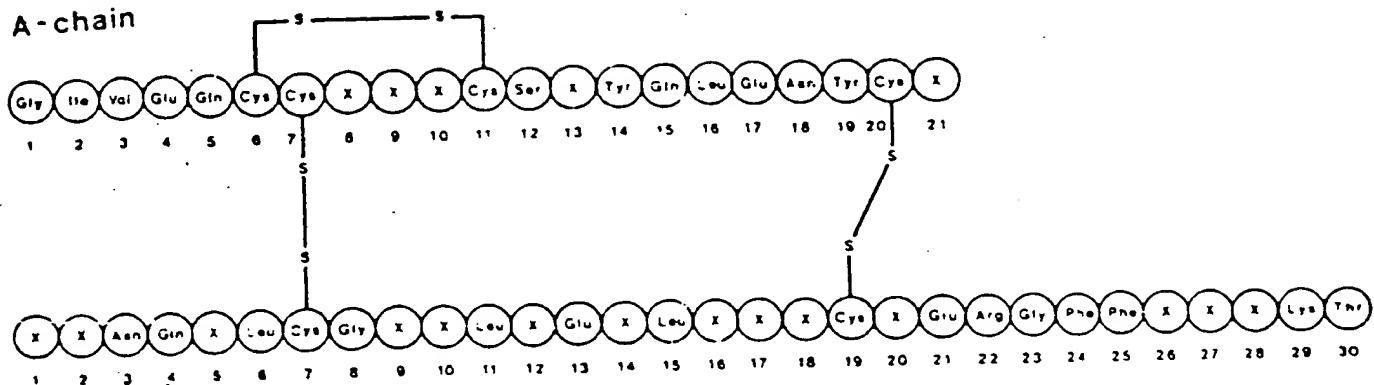 A-chain
S S
Gly Ile Val Glu Gln Cys Cys X X X Cys Ser X Tyr Gln Leu Glu Asn Tyr Cys X
1 2 3 4 5 6 7 8 9 10 11 12 13 14 15 16 17 18 19 20 21
S S
S S
X X Asn Gln X Leu Cys Gly X X Leu X Glu X Leu X X X Cys X Glu Arg Gly Phe Phe X X X Lys Thr
1 2 3 4 5 6 7 8 9 10 11 12 13 14 15 16 17 18 19 20 21 22 23 24 25 26 27 28 29 30